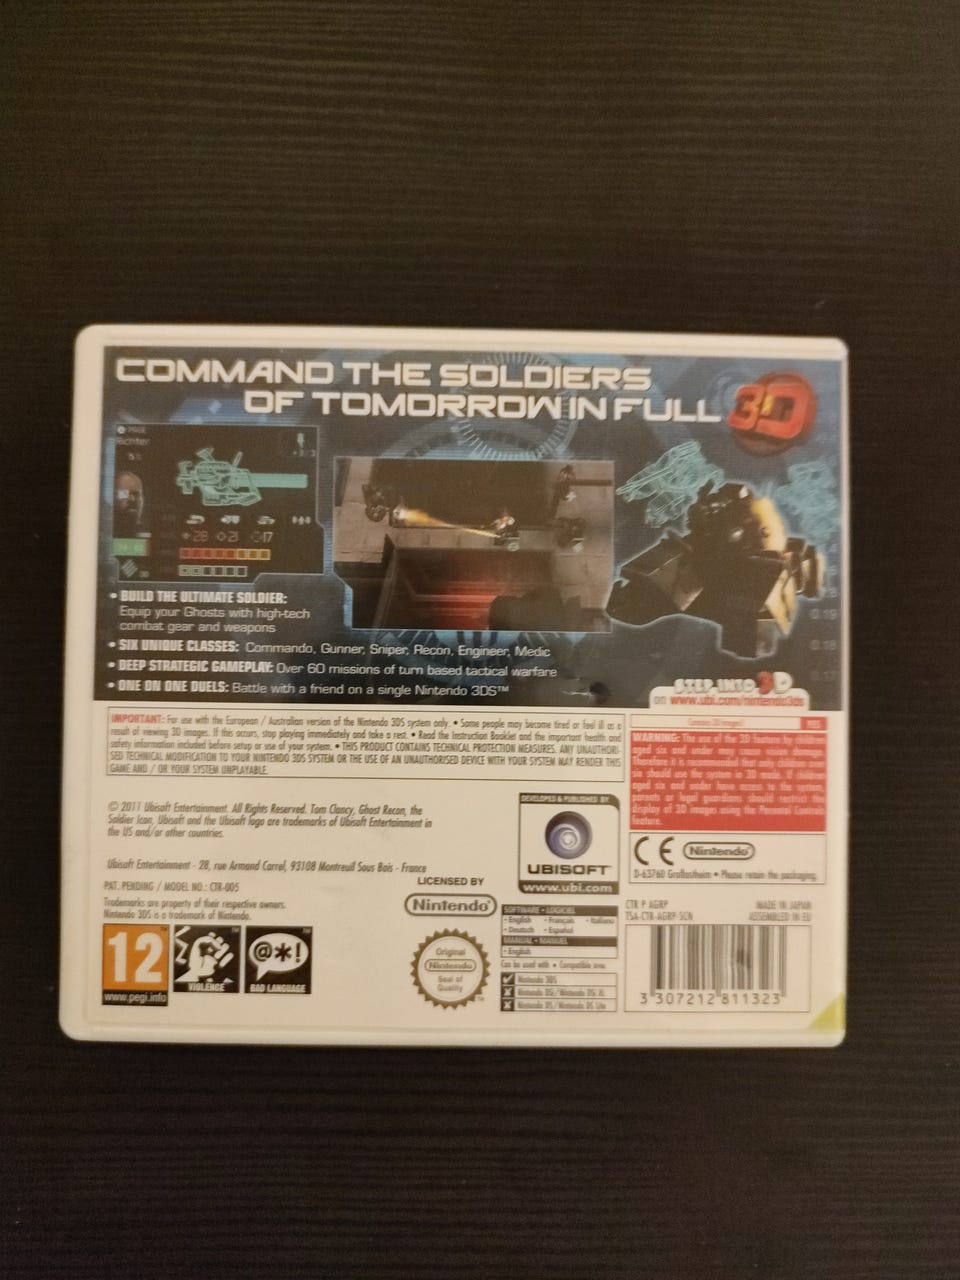 COMMAND THE SOLDIERS
OF TOMORROW IN FULL 3D
Richter
28 21 17
• BUILD THE ULTIMATE SOLDIER:
Equip your Ghosts with high-tech
combat gear and weapons
• SIX UNIQUE CLASSES: Commando, Gunner, Sniper, Recon, Engineer, Medic
• DEEP STRATEGIC GAMEPLAY: Over 60 missions of turn based tactical warfare
• ONE ON ONE DUELS: Battle with a friend on a single Nintendo 3DS™
STEP INTO 3D
on www.ubi.com/nintendo3ds
IMPORTANT: For use with the European / Australian version of the Nintendo 3DS system only. • Some people may become tired or feel ill as a
result of viewing 3D images. If this occurs, stop playing immediately and take a rest. • Read the Instruction Booklet and the important health and
safety information included before setup or use of your system. • THIS PRODUCT CONTAINS TECHNICAL PROTECTION MEASURES. ANY UNAUTHORI-
SED TECHNICAL MODIFICATION TO YOUR NINTENDO 3DS SYSTEM OR THE USE OF AN UNAUTHORISED DEVICE WITH YOUR SYSTEM MAY RENDER THIS
GAME AND / OR YOUR SYSTEM UNPLAYABLE.
Contains 3D Images? YES
WARNING: The use of the 3D feature by children
aged six and under may cause vision damage.
Therefore it is recommended that only children over
six should use the system in 3D mode. If children
aged six and under have access to the system,
parents or legal guardians should restrict the
display of 3D images using the Parental Controls
feature.
© 2011 Ubisoft Entertainment. All Rights Reserved. Tom Clancy, Ghost Recon, the
Soldier Icon, Ubisoft and the Ubisoft logo are trademarks of Ubisoft Entertainment in
the US and/or other countries.
Ubisoft Entertainment - 28, rue Armand Carrel, 93108 Montreuil Sous Bois - France
PAT. PENDING / MODEL NO.: CTR-005
Trademarks are property of their respective owners.
Nintendo 3DS is a trademark of Nintendo.
DEVELOPED & PUBLISHED BY
UBISOFT
www.ubi.com
CE Nintendo
D-63760 Großostheim • Please retain the packaging.
LICENSED BY
Nintendo
Original
Nintendo
Seal of
Quality
TM
SOFTWARE • LOGICIEL
• English • Français • Italiano
• Deutsch • Español
MANUAL • MANUEL
• English
Can be used with • Compatible avec
Nintendo 3DS
Nintendo DSi/Nintendo DSi XL
Nintendo DS/Nintendo DS Lite
CTR P AGRP MADE IN JAPAN
TSA-CTR-AGRP-SCN ASSEMBLED IN EU
3 307212 811323
12
www.pegi.info
VIOLENCE
@*!
BAD LANGUAGE